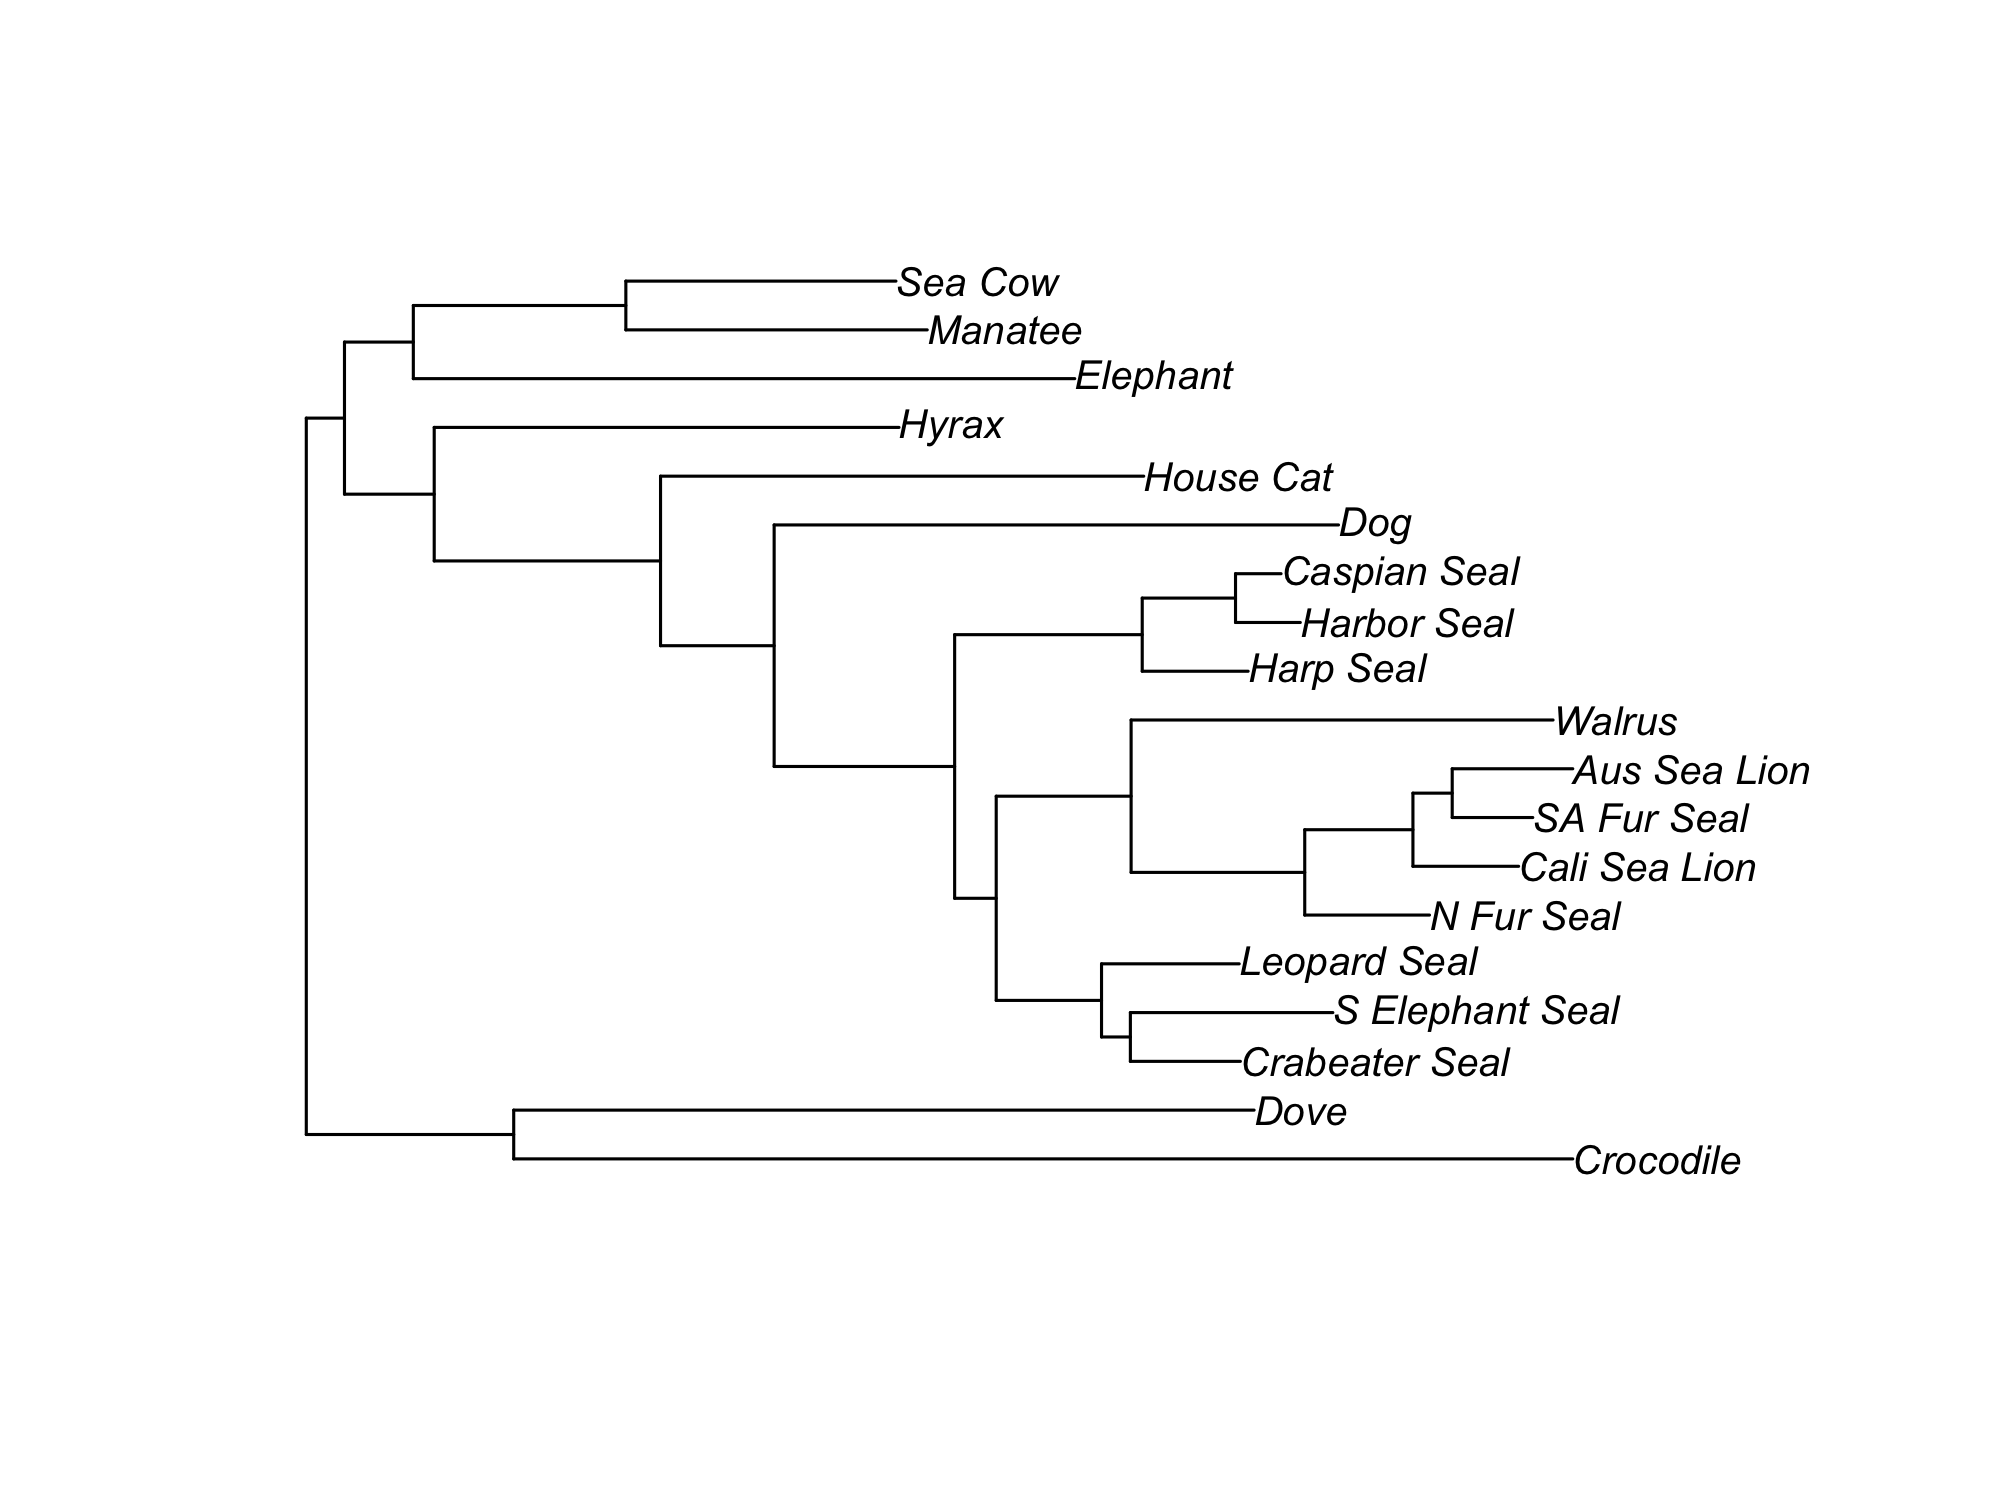 Sea Cow
Manatee
Elephant
Hyrax
House Cat
Dog
Caspian Seal
Harbor Seal
Harp Seal
Walrus
Aus Sea Lion
SA Fur Seal
Cali Sea Lion
N Fur Seal
Leopard Seal
S Elephant Seal
Crabeater Seal
Dove
Crocodile